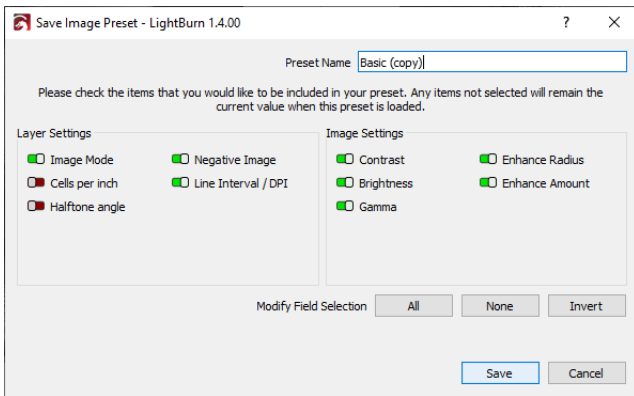 Save Image Preset - LightBurn 1.4.00
?
Preset Name Basic (copy)
Please check the items that you would like to be included in your preset. Any items not selected will remain the
current value when this preset is loaded.
Layer Settings
Image Mode
Negative Image
Cells per inch
Line Interval / DPI
Halftone angle
Image Settings
Contrast
Enhance Radius
Brightness
Enhance Amount
Gamma
Modify Field Selection All None Invert
Save Cancel